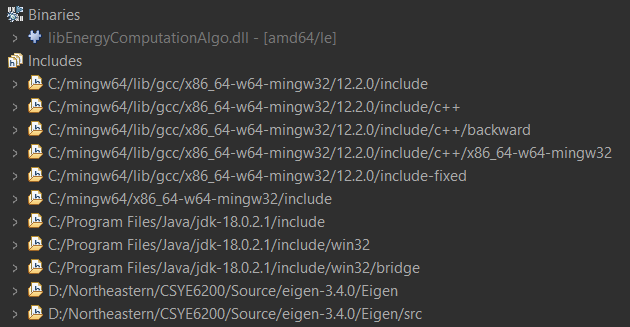 Binaries
libEnergyComputationAlgo.dll - [amd64/le]
Includes
C:/mingw64/lib/gcc/x86_64-w64-mingw32/12.2.0/include
C:/mingw64/lib/gcc/x86_64-w64-mingw32/12.2.0/include/c++
C:/mingw64/lib/gcc/x86_64-w64-mingw32/12.2.0/include/c++/backward
C:/mingw64/lib/gcc/x86_64-w64-mingw32/12.2.0/include/c++/x86_64-w64-mingw32
C:/mingw64/lib/gcc/x86_64-w64-mingw32/12.2.0/include-fixed
C:/mingw64/x86_64-w64-mingw32/include
C:/Program Files/Java/jdk-18.0.2.1/include
C:/Program Files/Java/jdk-18.0.2.1/include/win32
C:/Program Files/Java/jdk-18.0.2.1/include/win32/bridge
D:/Northeastern/CSYE6200/Source/eigen-3.4.0/Eigen
D:/Northeastern/CSYE6200/Source/eigen-3.4.0/Eigen/src